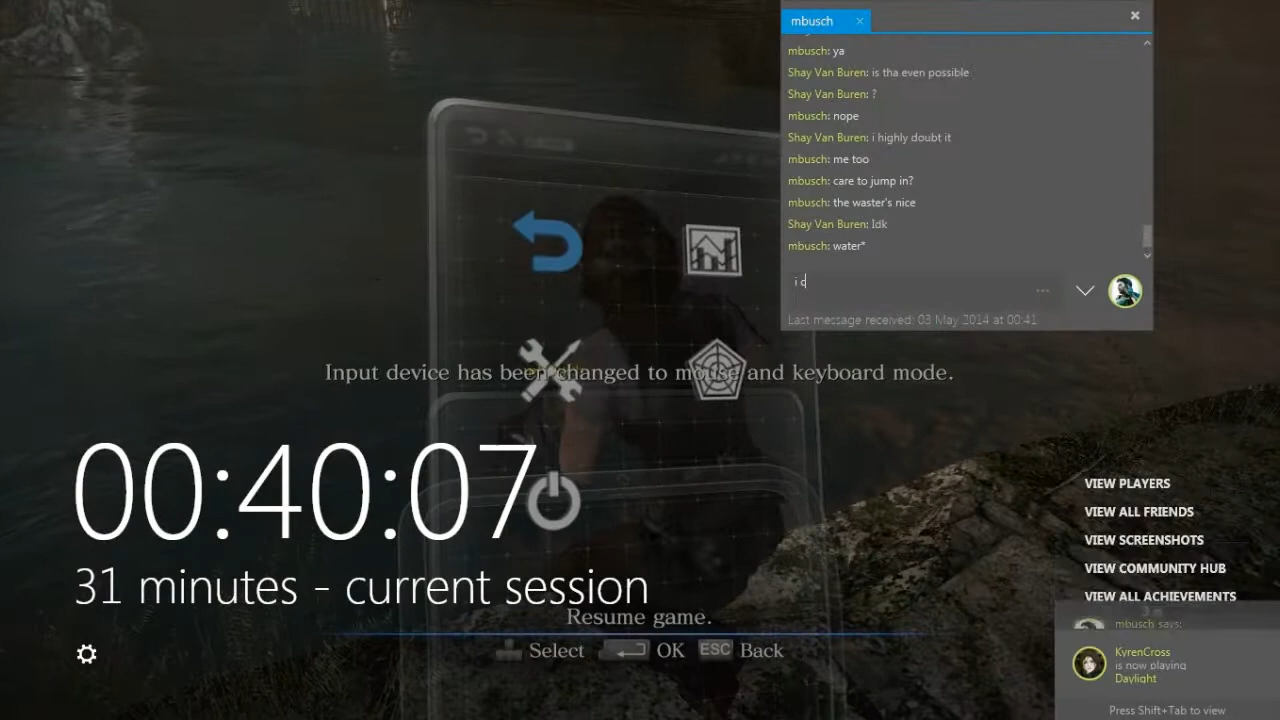 mbusch
mbusch: ya
Shay Van Buren: is tha even possible
Shay Van Buren: ?
mbusch: nope
Shay Van Buren: i highly doubt it
mbusch: me too
mbusch: care to jump in?
mbusch: the waster's nice
Shay Van Buren: Idk
mbusch: water*
i c
Last message received: 03 May 2014 at 00:41
Input device has been changed to mouse and keyboard mode.
00:40:07
31 minutes - current session
Resume game.
Select OK ESC Back
VIEW PLAYERS
VIEW ALL FRIENDS
VIEW SCREENSHOTS
VIEW COMMUNITY HUB
VIEW ALL ACHIEVEMENTS
mbusch says:
KyrenCross
is now playing
Daylight
Press Shift+Tab to view